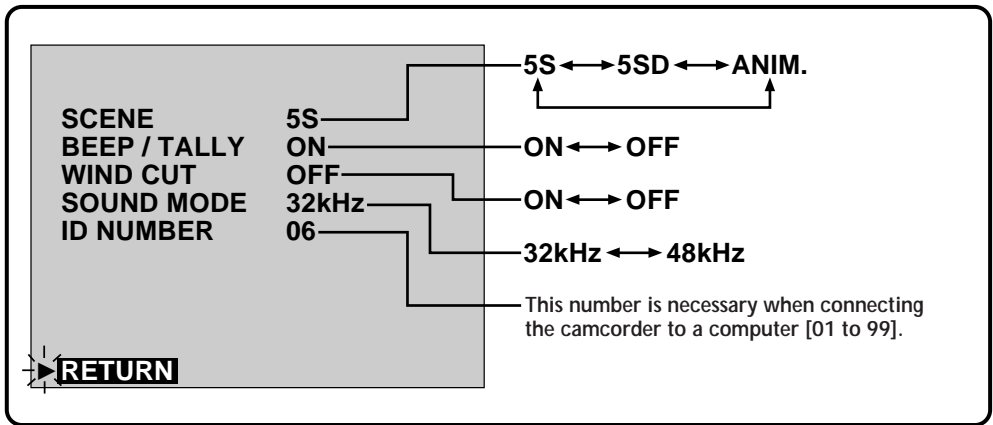 SCENE 5S
BEEP / TALLY ON
WIND CUT OFF
SOUND MODE 32kHz
ID NUMBER 06
RETURN
5S 5SD ANIM.
ON OFF
ON OFF
32kHz 48kHz
This number is necessary when connecting
the camcorder to a computer [01 to 99].